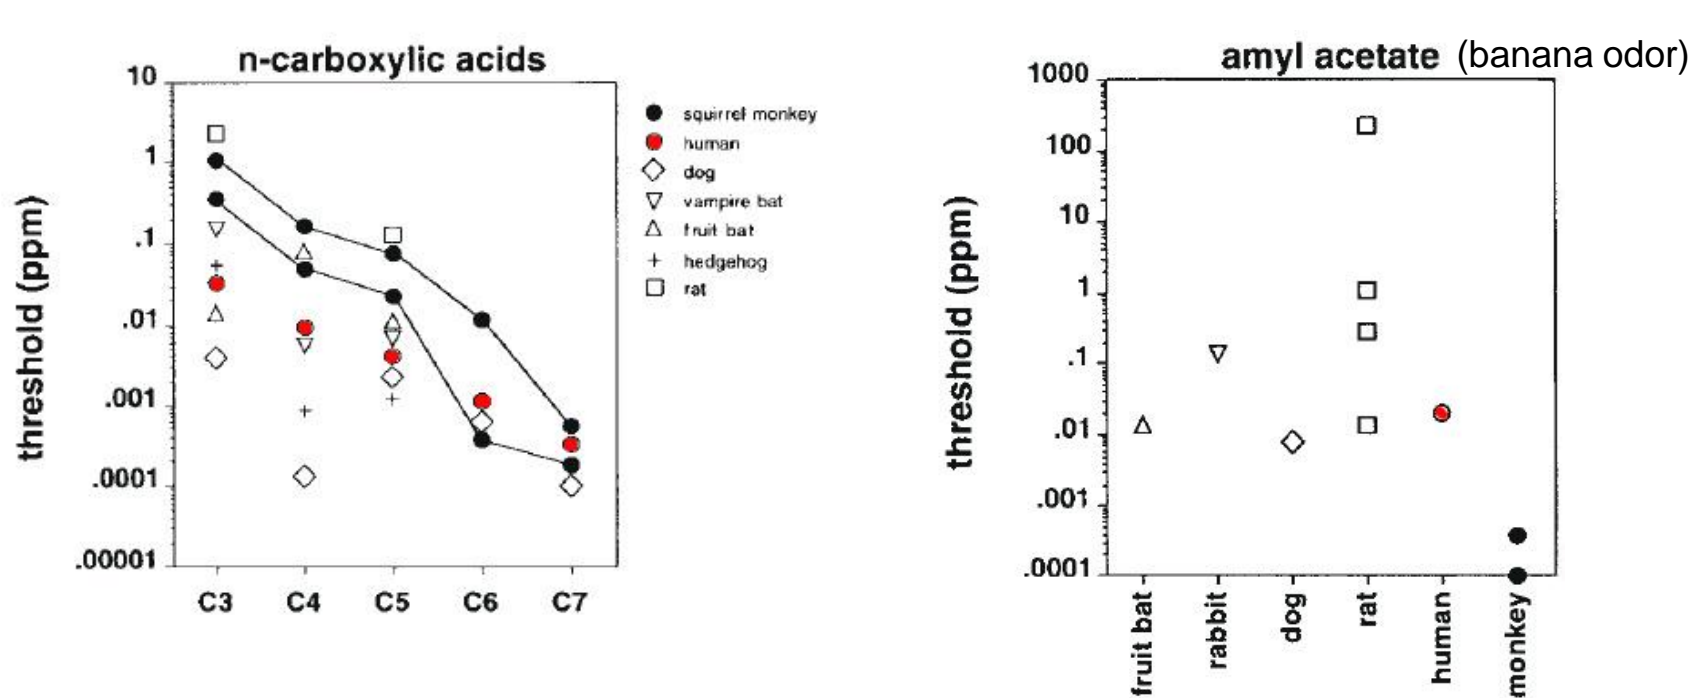 n-carboxylic acids
threshold (ppm)
10
1
.1
.01
.001
.0001
.00001
C3 C4 C5 C6 C7
squirrel monkey
human
dog
vampire bat
fruit bat
hedgehog
rat
amyl acetate (banana odor)
threshold (ppm)
1000
100
10
1
.1
.01
.001
.0001
fruit bat
rabbit
dog
rat
human
monkey